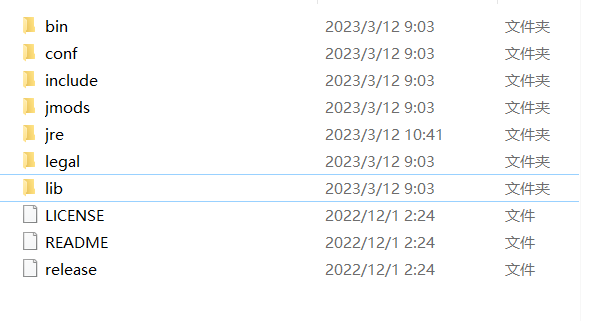 bin 2023/3/12 9:03 文件夹
conf 2023/3/12 9:03 文件夹
include 2023/3/12 9:03 文件夹
jmods 2023/3/12 9:03 文件夹
jre 2023/3/12 10:41 文件夹
legal 2023/3/12 9:03 文件夹
lib 2023/3/12 9:03 文件夹
LICENSE 2022/12/1 2:24 文件
README 2022/12/1 2:24 文件
release 2022/12/1 2:24 文件